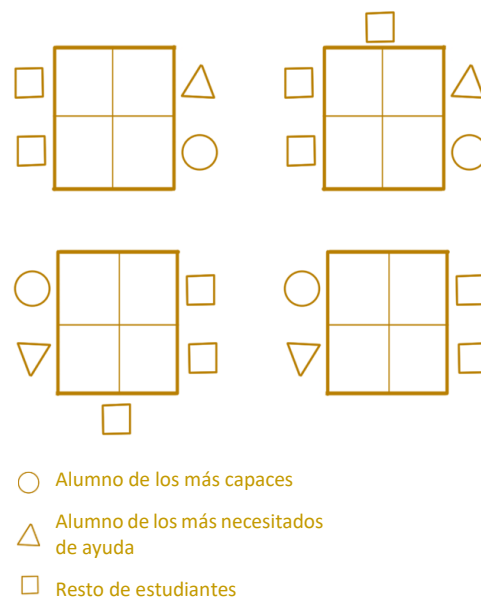 Alumno de los más capaces
Alumno de los más necesitados
de ayuda
Resto de estudiantes